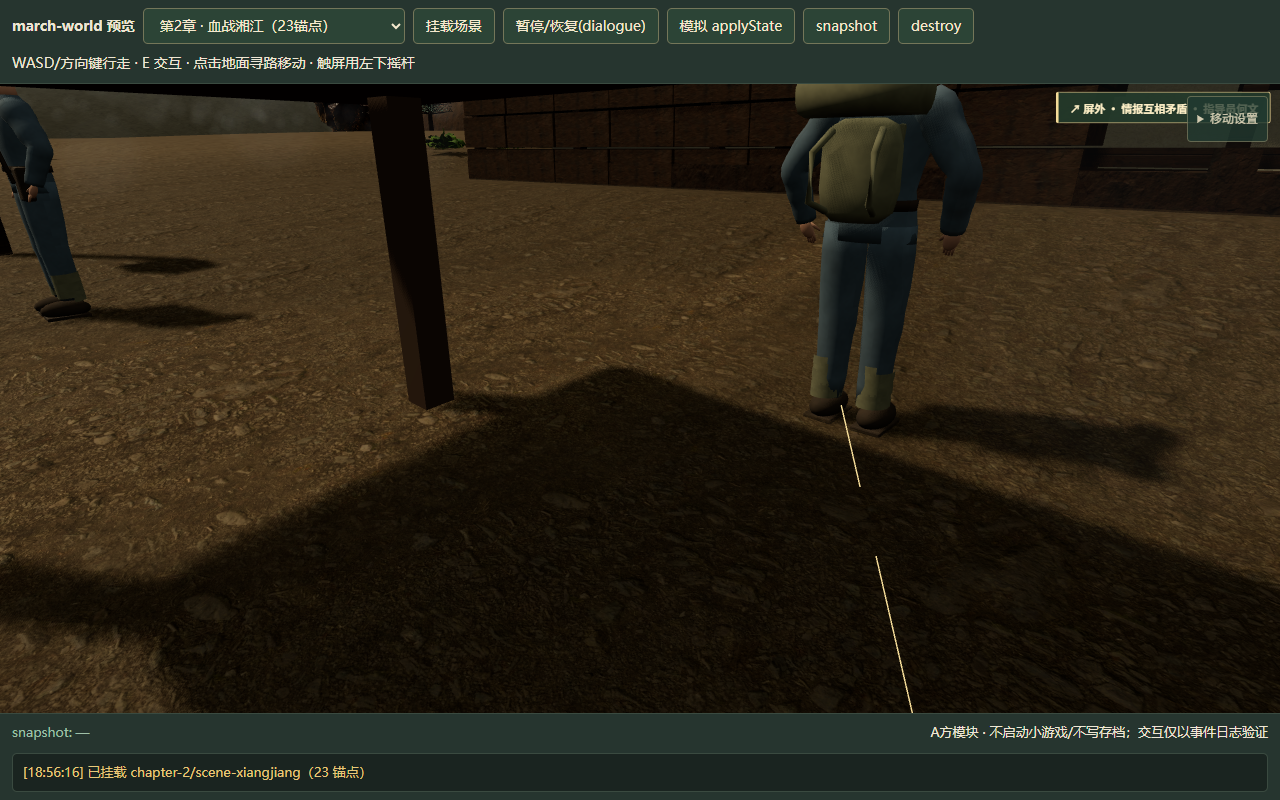 march-world 预览 第2章 · 血战湘江（23锚点） 挂载场景 暂停/恢复(dialogue) 模拟 applyState snapshot destroy
WASD/方向键行走 · E 交互 · 点击地面寻路移动 · 触屏用左下摇杆
↗ 屏外 • 情报互相矛盾 • 指导员何文
▶ 移动设置
snapshot: —
A方模块 · 不启动小游戏/不写存档；交互仅以事件日志验证
[18:56:16] 已挂载 chapter-2/scene-xiangjiang（23 锚点）